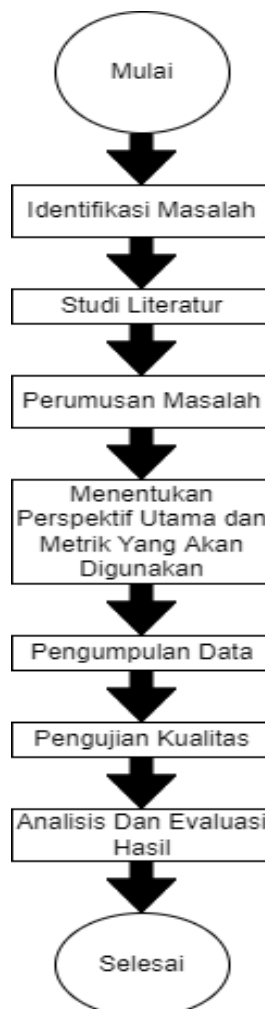 Mulai
Identifikasi Masalah
Studi Literatur
Perumusan Masalah
Menentukan
Perspektif Utama dan
Metrik Yang Akan
Digunakan
Pengumpulan Data
Pengujian Kualitas
Analisis Dan Evaluasi
Hasil
Selesai